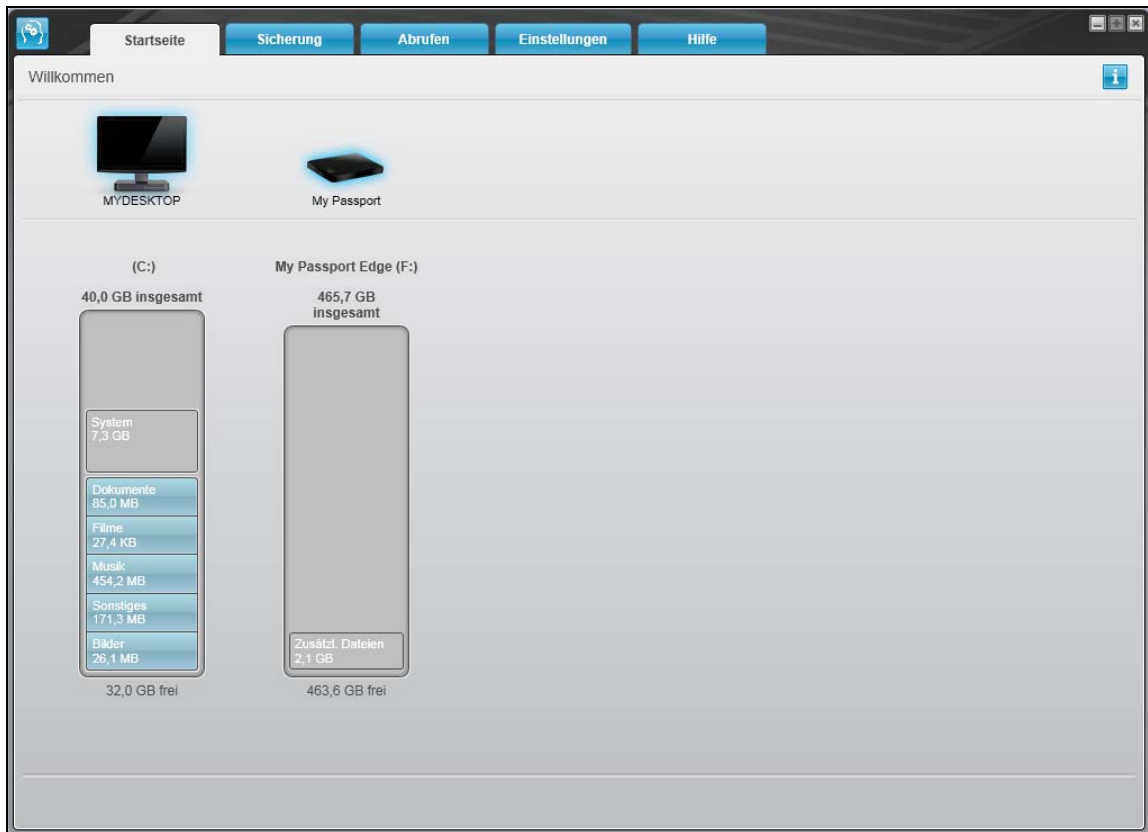 Startseite
Sicherung
Abrufen
Einstellungen
Hilfe
Willkommen
MYDESKTOP
My Passport
(C:)
40,0 GB insgesamt
System
7,3 GB
Dokumente
85,0 MB
Filme
27,4 KB
Musik
454,2 MB
Sonstiges
171,3 MB
Bilder
26,1 MB
32,0 GB frei
My Passport Edge (F:)
465,7 GB
insgesamt
Zusätzl. Dateien
2,1 GB
463,6 GB frei